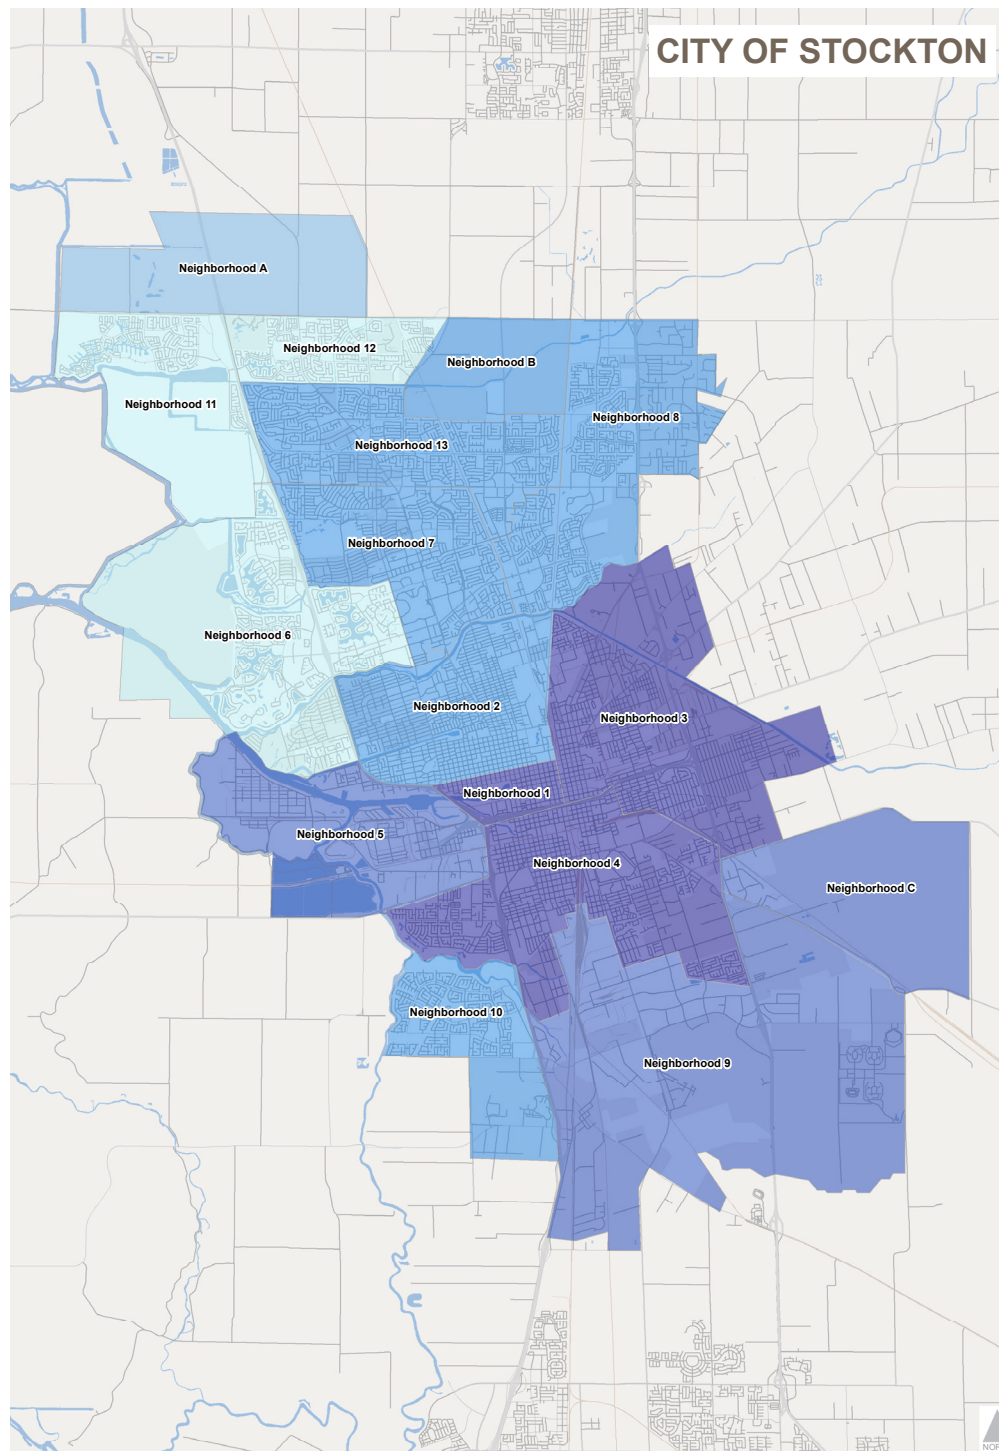 CITY OF STOCKTON
Neighborhood A
Neighborhood 12
Neighborhood B
Neighborhood 11
Neighborhood 8
Neighborhood 13
Neighborhood 7
Neighborhood 6
Neighborhood 2
Neighborhood 3
Neighborhood 1
Neighborhood 5
Neighborhood 4
Neighborhood C
Neighborhood 10
Neighborhood 9